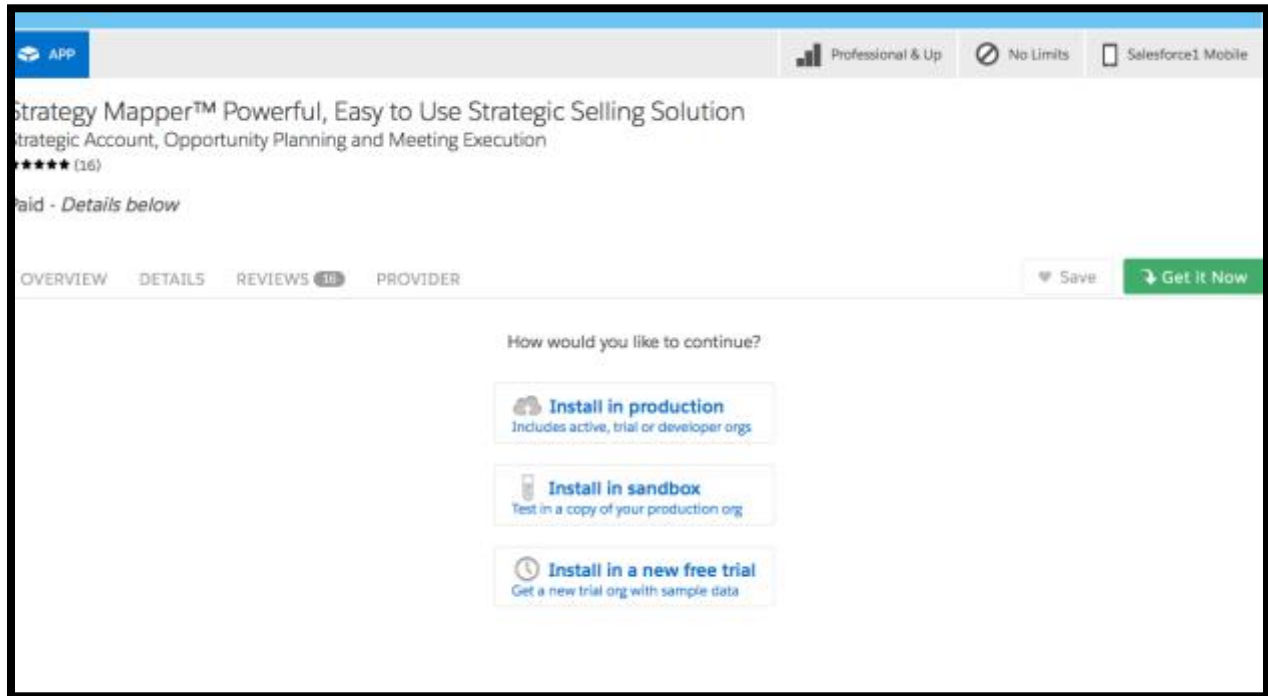 APP
Professional & Up
No Limits
Salesforce1 Mobile
Strategy Mapper™ Powerful, Easy to Use Strategic Selling Solution
Strategic Account, Opportunity Planning and Meeting Execution
★★★★★ (16)
Paid - Details below
OVERVIEW DETAILS REVIEWS 16 PROVIDER
Save
Get It Now
How would you like to continue?
Install in production
Includes active, trial or developer orgs
Install in sandbox
Test in a copy of your production org
Install in a new free trial
Get a new trial org with sample data